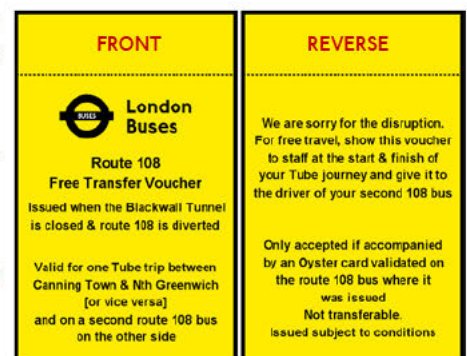 FRONT
BUSES
London
Buses
Route 108
Free Transfer Voucher
Issued when the Blackwall Tunnel
is closed & route 108 is diverted
Valid for one Tube trip between
Canning Town & Nth Greenwich
[or vice versa]
and on a second route 108 bus
on the other side
REVERSE
We are sorry for the disruption.
For free travel, show this voucher
to staff at the start & finish of
your Tube journey and give it to
the driver of your second 108 bus
Only accepted if accompanied
by an Oyster card validated on
the route 108 bus where it
was issued
Not transferable.
Issued subject to conditions